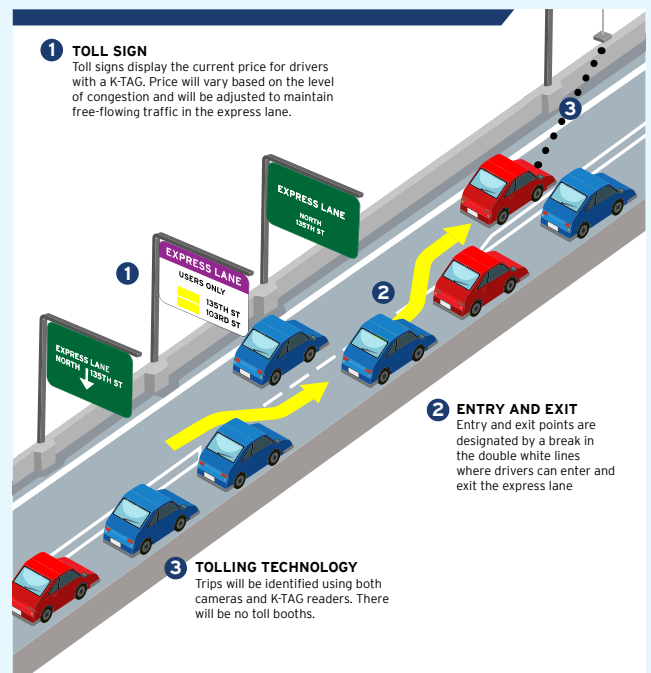 1 TOLL SIGN
Toll signs display the current price for drivers
with a K-TAG. Price will vary based on the level
of congestion and will be adjusted to maintain
free-flowing traffic in the express lane.
3
EXPRESS LANE
NORTH
135TH ST
1
EXPRESS LANE
USERS ONLY
135TH ST
103RD ST
2
EXPRESS LANE
NORTH 135TH ST
2 ENTRY AND EXIT
Entry and exit points are
designated by a break in
the double white lines
where drivers can enter and
exit the express lane
3 TOLLING TECHNOLOGY
Trips will be identified using both
cameras and K-TAG readers. There
will be no toll booths.